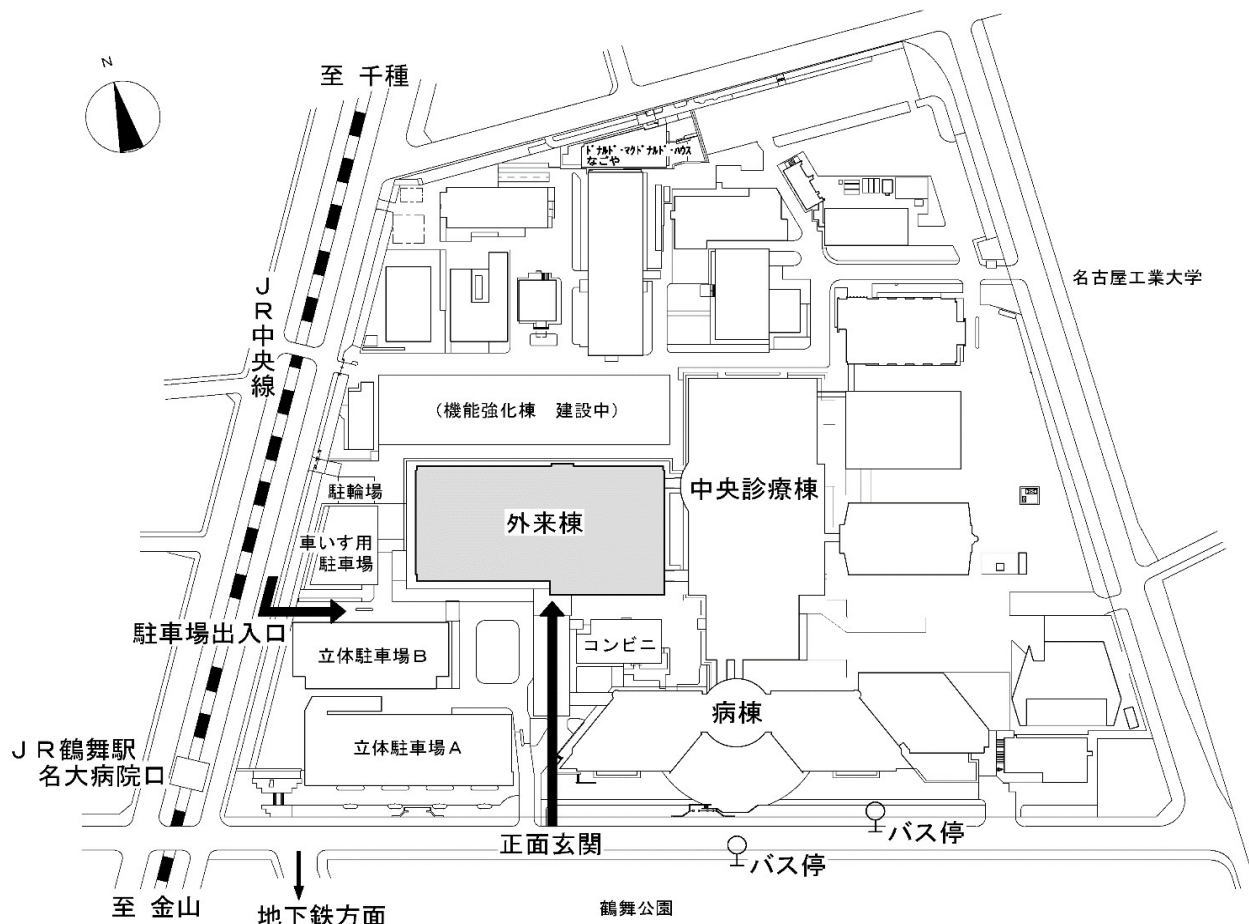 N
至 千種
ドナルド・マクドナルド・ハウス
なごや
名古屋工業大学
JR中央線
(機能強化棟 建設中)
中央診療棟
駐輪場
外来棟
車いす用
駐車場
駐車場出入口
コンビニ
立体駐車場B
病棟
立体駐車場A
JR鶴舞駅
名大病院口
バス停
正面玄関
バス停
至 金山
地下鉄方面
鶴舞公園